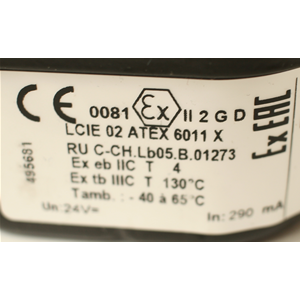 CE 0081 Ex II 2 G D
LCIE 02 ATEX 6011 X
RU C-CH.Lb05.B.01273
Ex eb IIC T 4
Ex tb IIIC T 130°C
Tamb. : - 40 à 65°C
Un: 24V= In: 290 mA
Ex EAC
495681